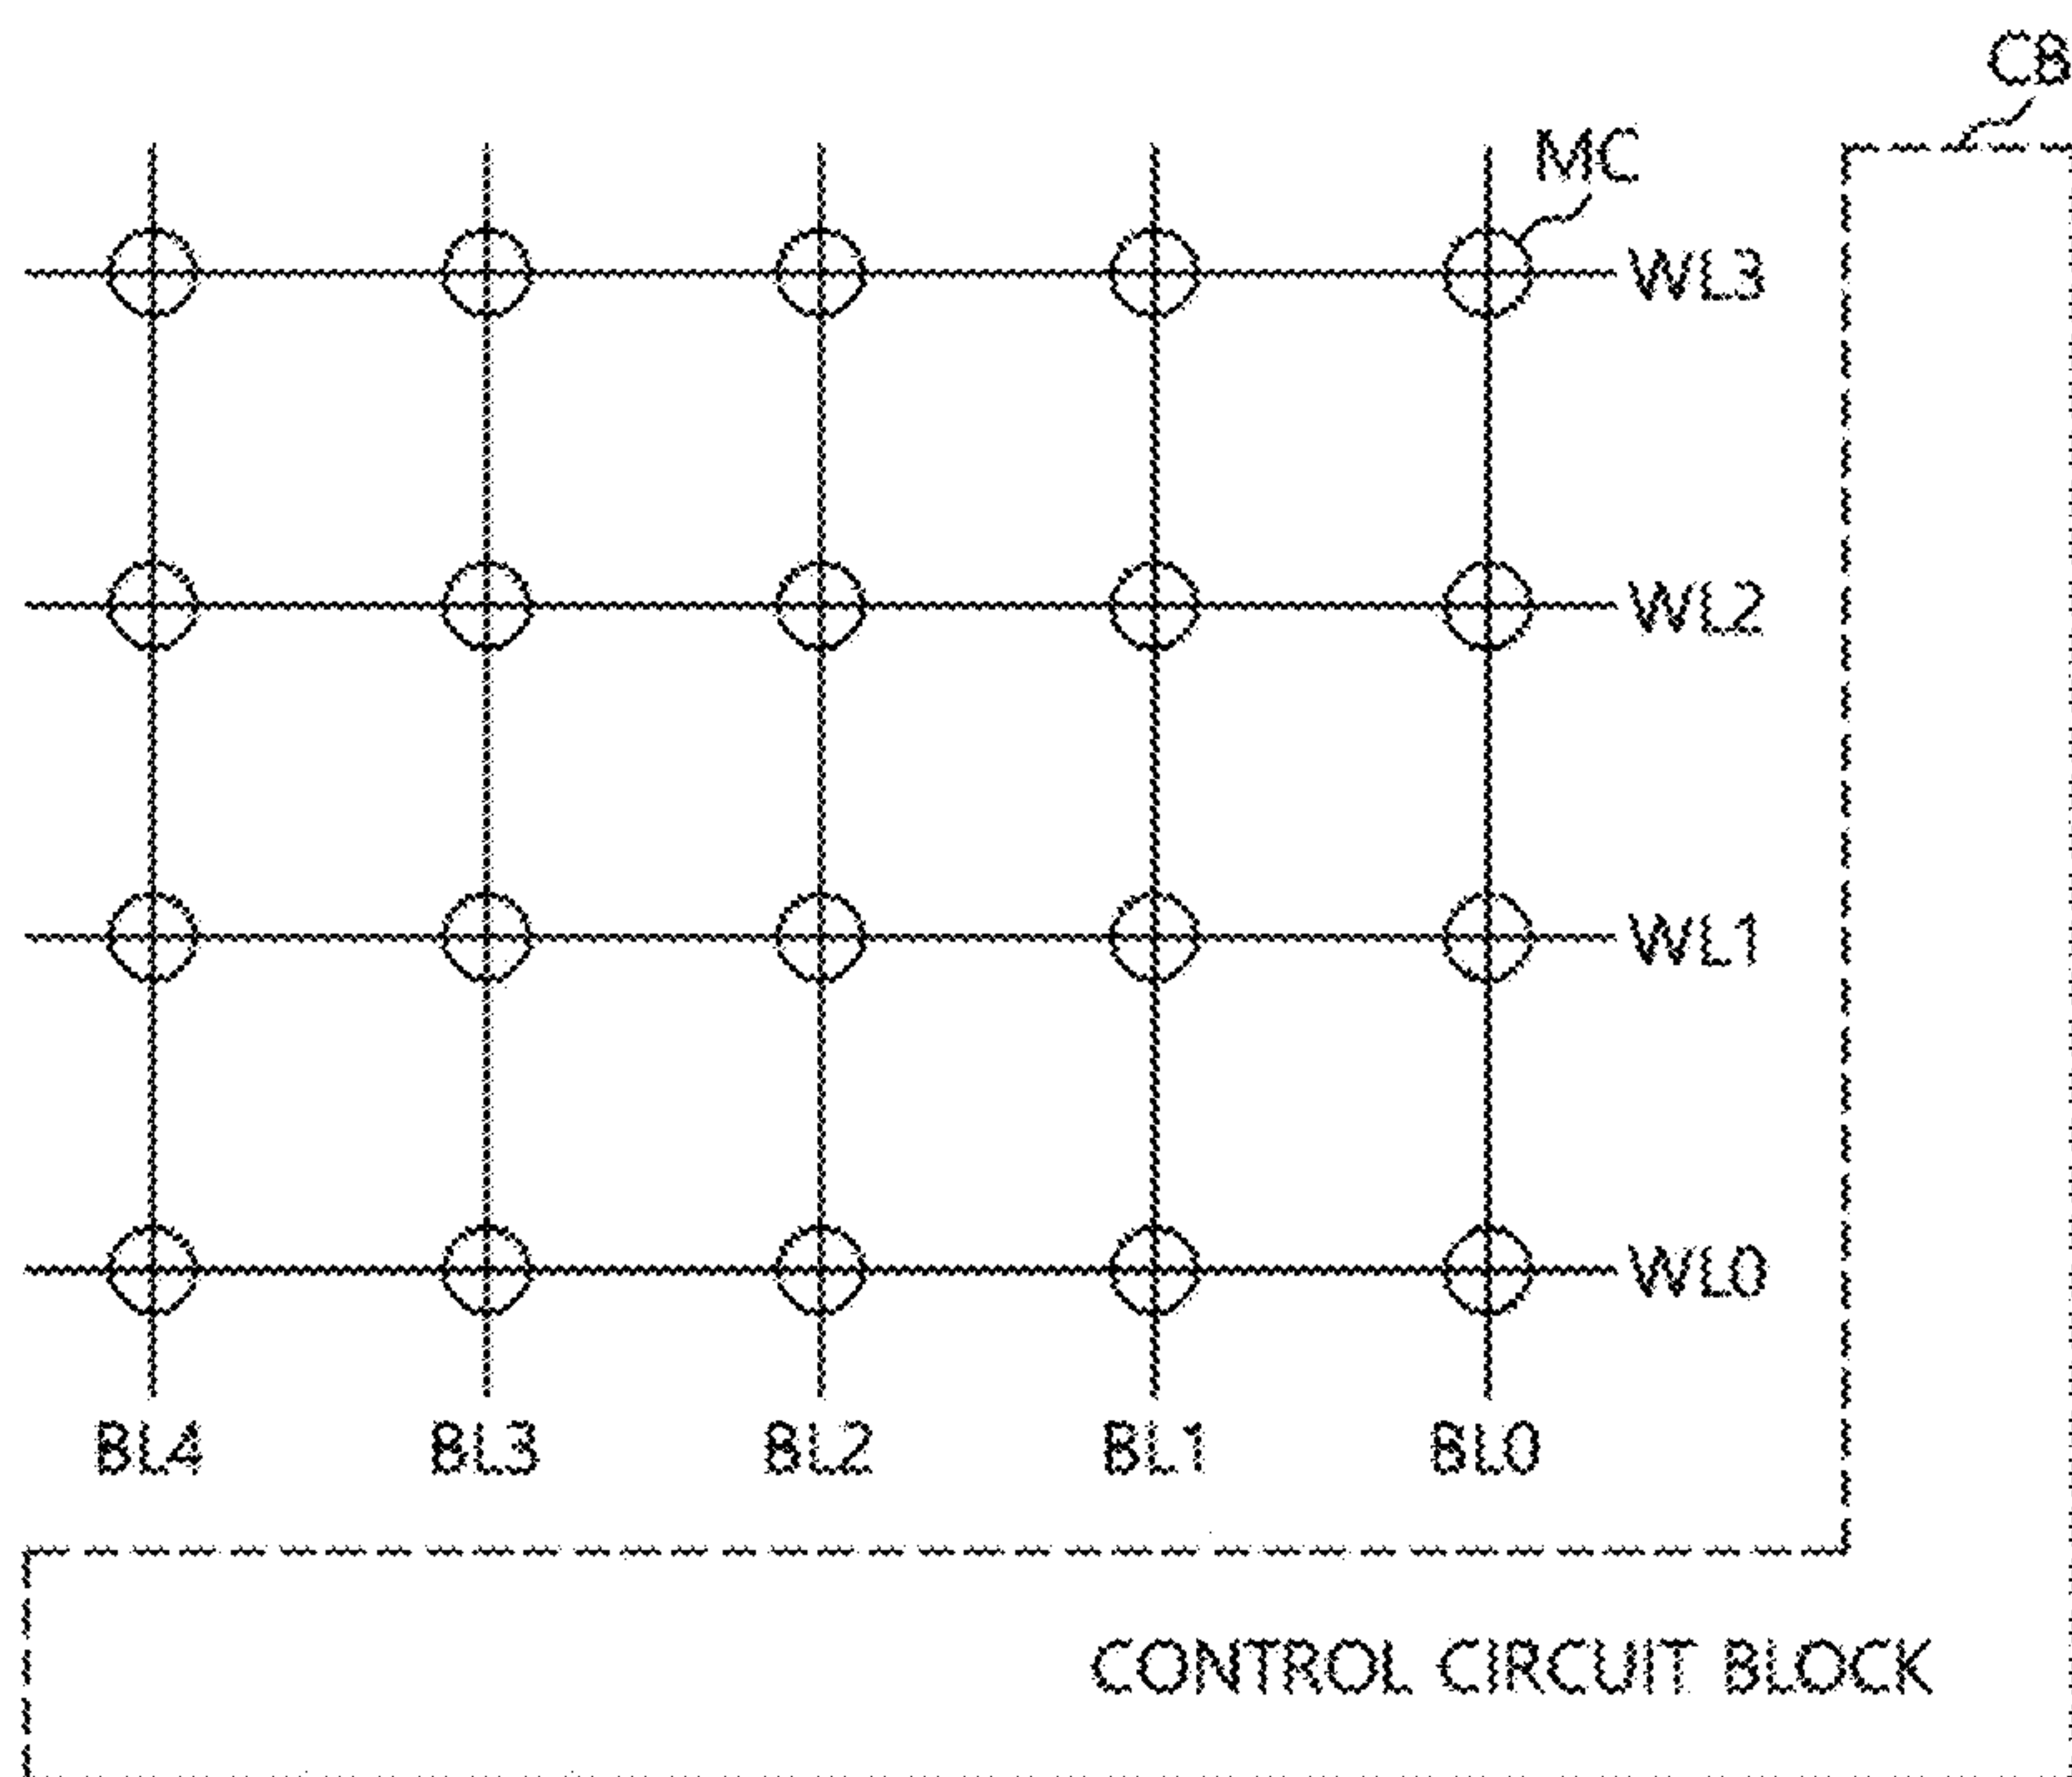 CB
MC
WL3
WL2
WL1
WL0
BL4 BL3 BL2 BL1 BL0
CONTROL CIRCUIT BLOCK